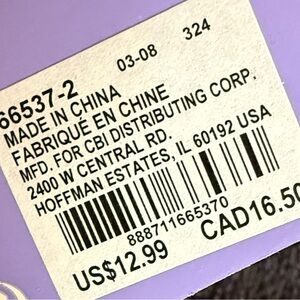 66537-2 03-08 324
MADE IN CHINA
FABRIQUE EN CHINE
MFD. FOR CBI DISTRIBUTING CORP.
2400 W CENTRAL RD.
HOFFMAN ESTATES, IL 60192 USA
888711665370
US$12.99 CAD16.50